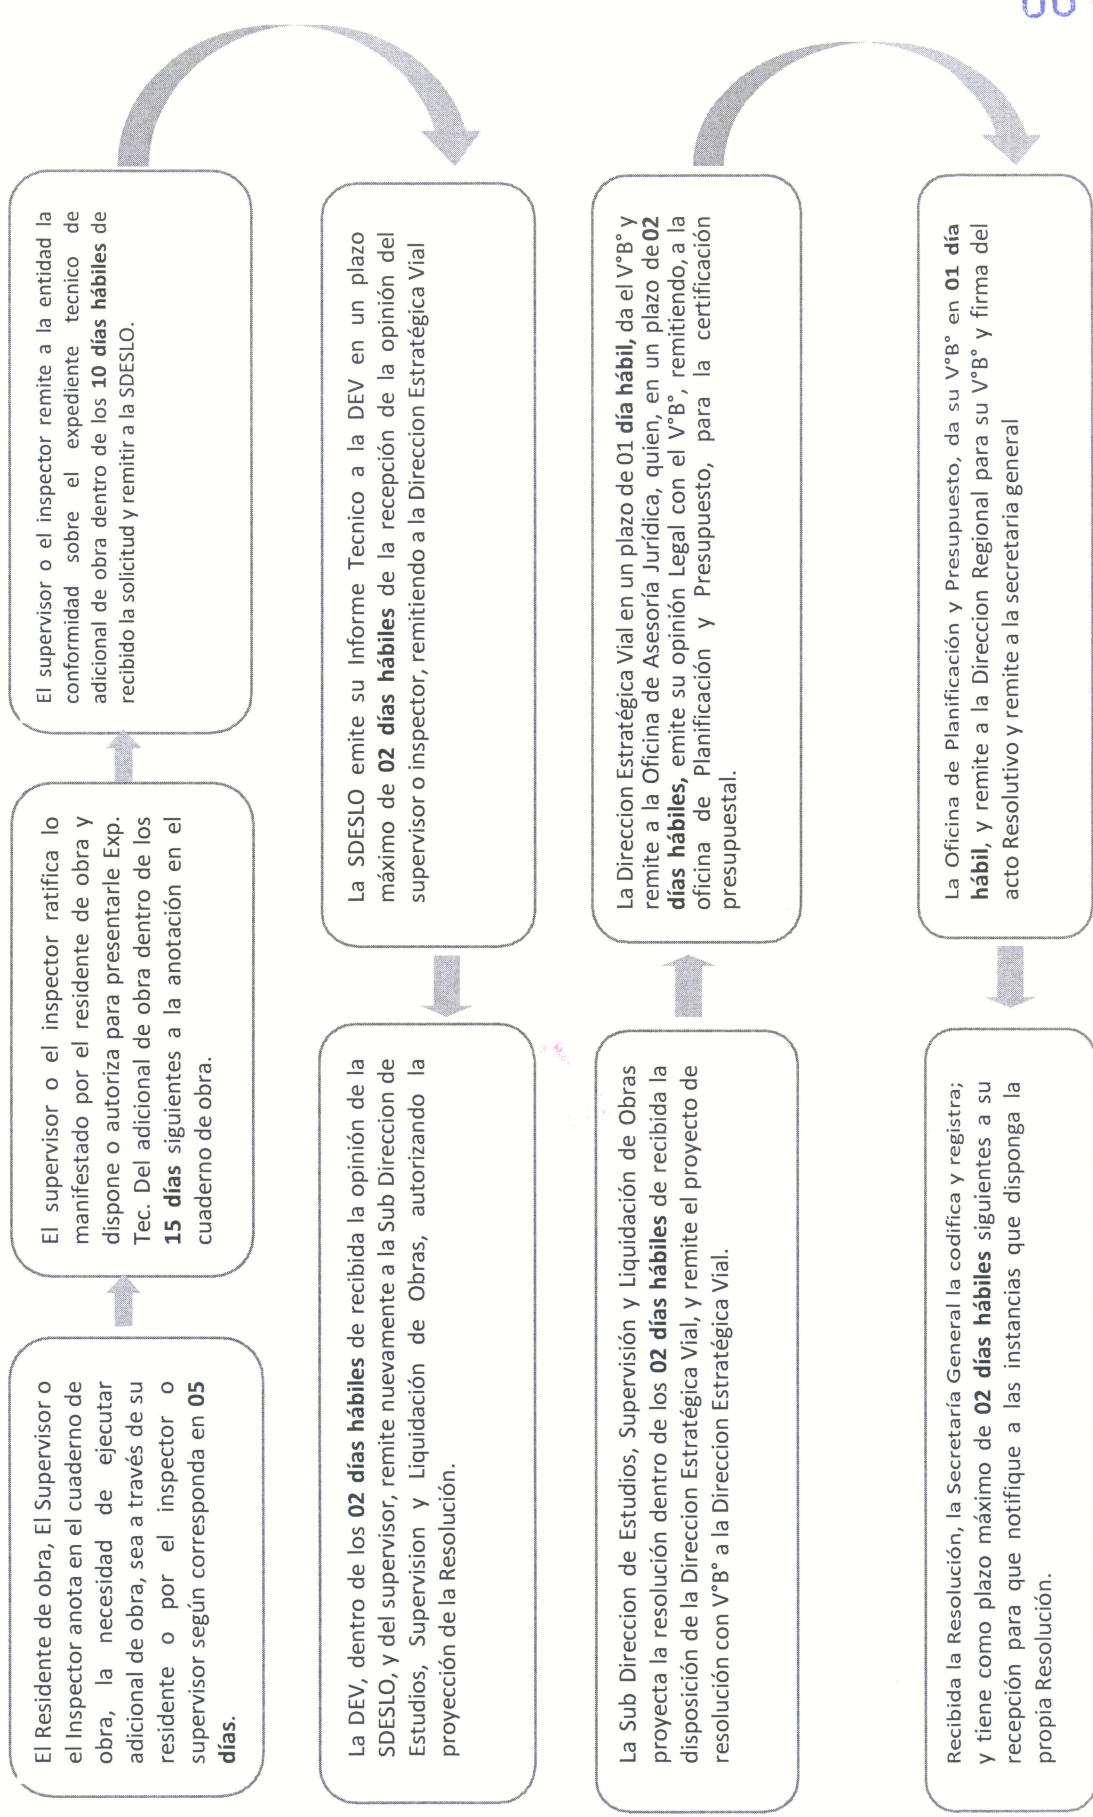 El Residente de obra, El Supervisor o
el Inspector anota en el cuaderno de
obra, la necesidad de ejecutar
adicional de obra, sea a través de su
residente o por el inspector o
supervisor según corresponda en 05
días.
El supervisor o el inspector ratifica lo
manifestado por el residente de obra y
dispone o autoriza para presentarle Exp.
Tec. Del adicional de obra dentro de los
15 días siguientes a la anotación en el
cuaderno de obra.
El supervisor o el inspector remite a la entidad la
conformidad sobre el expediente tecnico de
adicional de obra dentro de los 10 días hábiles de
recibido la solicitud y remitir a la SDESLO.
La SDESLO emite su Informe Tecnico a la DEV en un plazo
máximo de 02 días hábiles de la recepción de la opinión del
supervisor o inspector, remitiendo a la Direccion Estratégica Vial
La DEV, dentro de los 02 días hábiles de recibida la opinión de la
SDESLO, y del supervisor, remite nuevamente a la Sub Direccion de
Estudios, Supervision y Liquidación de Obras, autorizando la
proyección de la Resolución.
La Sub Direccion de Estudios, Supervisión y Liquidación de Obras
proyecta la resolución dentro de los 02 días hábiles de recibida la
disposición de la Direccion Estratégica Vial, y remite el proyecto de
resolución con V°B° a la Direccion Estratégica Vial.
La Direccion Estratégica Vial en un plazo de 01 día hábil, da el V°B° y
remite a la Oficina de Asesoría Jurídica, quien, en un plazo de 02
días hábiles, emite su opinión Legal con el V°B°, remitiendo, a la
oficina de Planificación y Presupuesto, para la certificación
presupuestal.
La Oficina de Planificación y Presupuesto, da su V°B° en 01 día
hábil, y remite a la Direccion Regional para su V°B° y firma del
acto Resolutivo y remite a la secretaria general
Recibida la Resolución, la Secretaría General la codifica y registra;
y tiene como plazo máximo de 02 días hábiles siguientes a su
recepción para que notifique a las instancias que disponga la
propia Resolución.